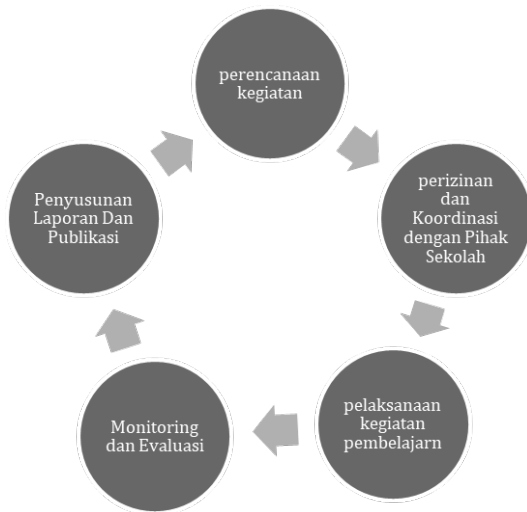 perencanaan
kegiatan
perizinan
dan
Koordinasi
dengan Pihak
Sekolah
pelaksanaan
kegiatan
pembelajarn
Monitoring
dan Evaluasi
Penyusunan
Laporan Dan
Publikasi